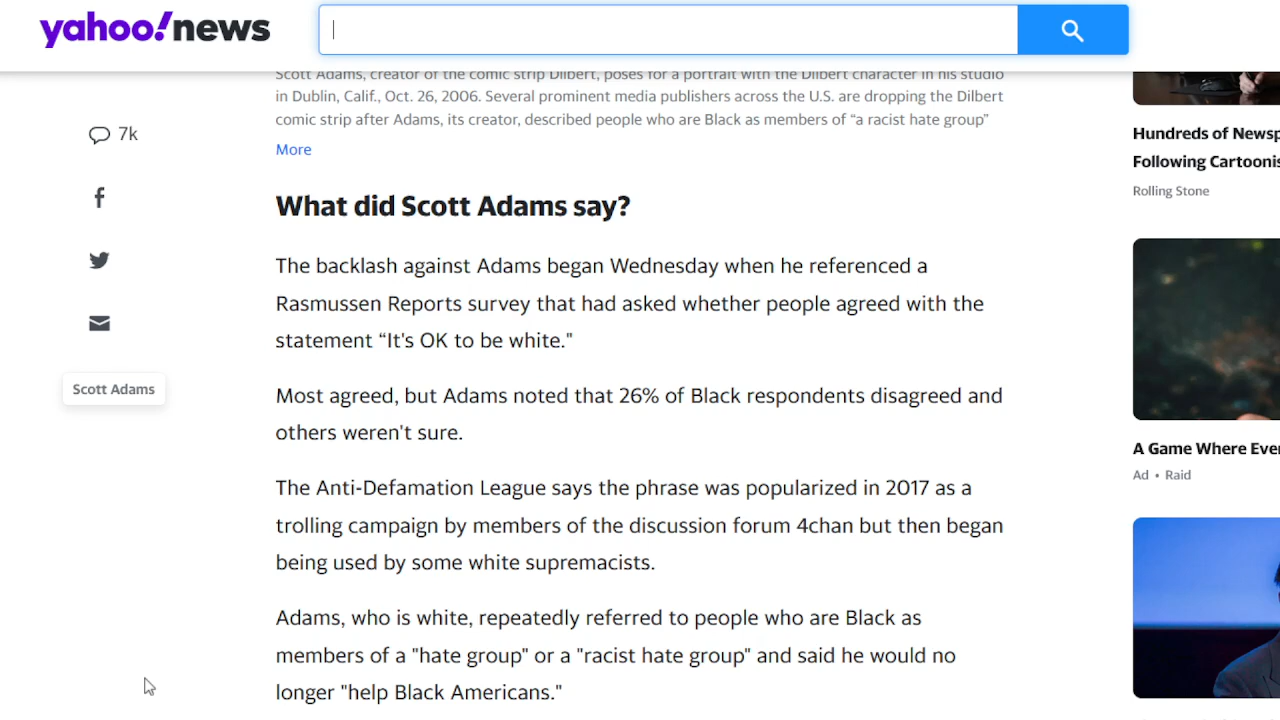 yahoo!news
Scott Adams, creator of the comic strip Dilbert, poses for a portrait with the Dilbert character in his studio
in Dublin, Calif., Oct. 26, 2006. Several prominent media publishers across the U.S. are dropping the Dilbert
comic strip after Adams, its creator, described people who are Black as members of “a racist hate group”
More
7k
Scott Adams
What did Scott Adams say?
The backlash against Adams began Wednesday when he referenced a
Rasmussen Reports survey that had asked whether people agreed with the
statement “It's OK to be white."
Most agreed, but Adams noted that 26% of Black respondents disagreed and
others weren't sure.
The Anti-Defamation League says the phrase was popularized in 2017 as a
trolling campaign by members of the discussion forum 4chan but then began
being used by some white supremacists.
Adams, who is white, repeatedly referred to people who are Black as
members of a "hate group" or a "racist hate group" and said he would no
longer "help Black Americans."
Hundreds of Newsp
Following Cartoonis
Rolling Stone
A Game Where Ever
Ad • Raid